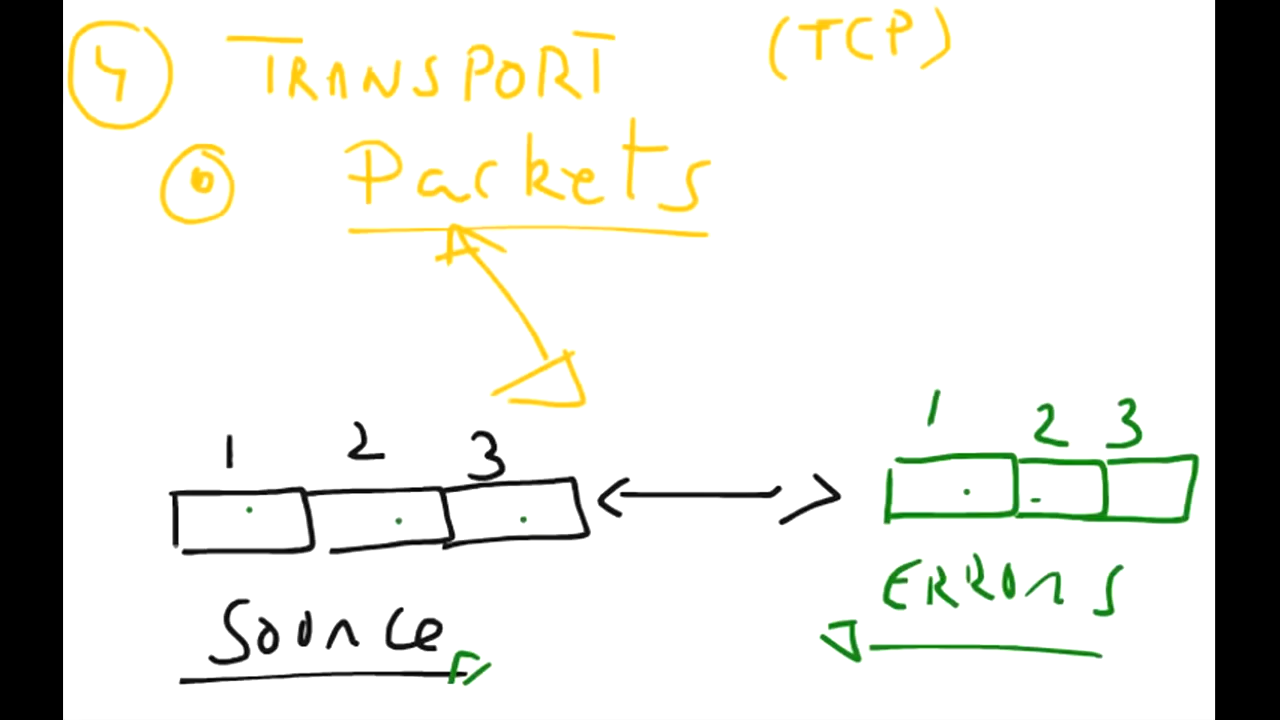 4 TRANSPORT (TCP)
Packets
1 2 3
1 2 3
Source
ERRORS